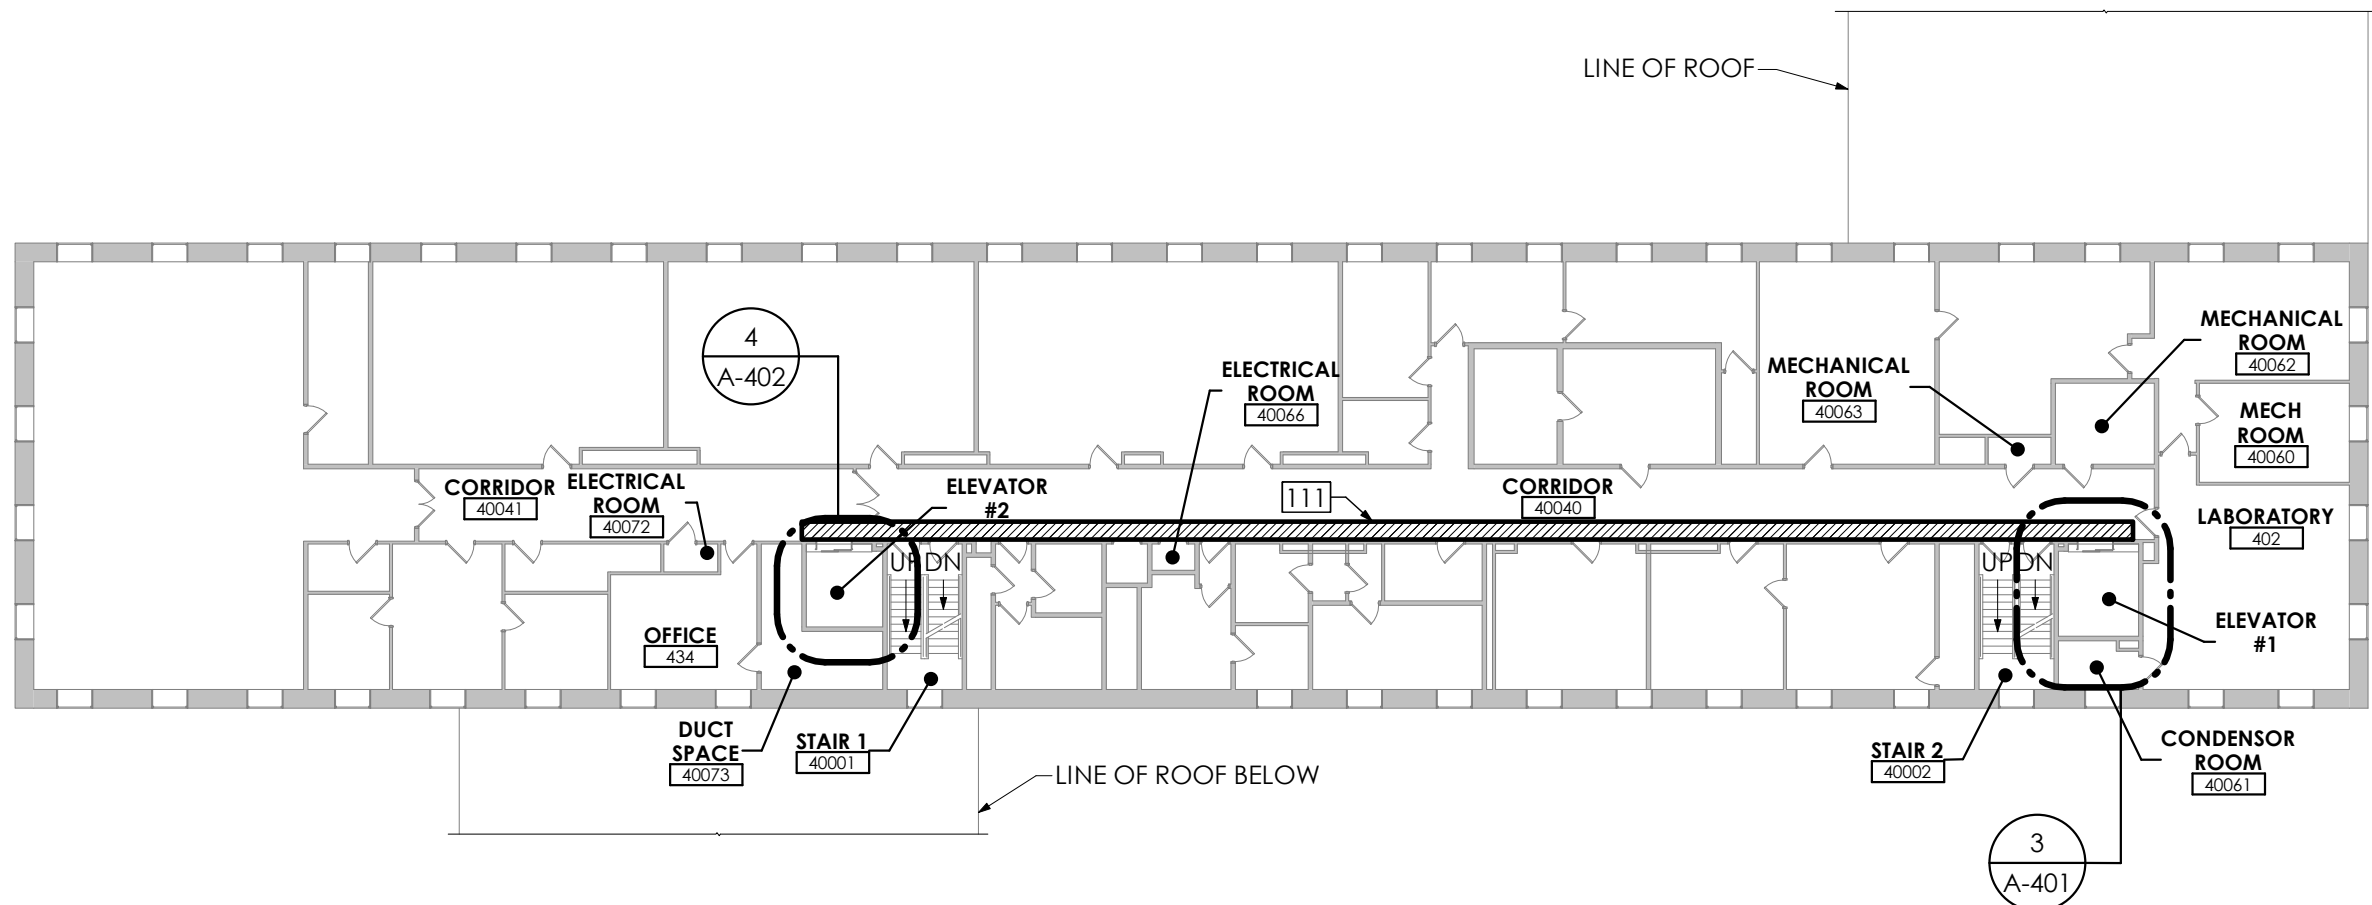 LINE OF ROOF
4
A-402
MECHANICAL
ROOM
40062
ELECTRICAL
ROOM
40066
MECHANICAL
ROOM
40063
MECH
ROOM
40060
CORRIDOR
40041
ELECTRICAL
ROOM
40072
ELEVATOR
#2
111
CORRIDOR
40040
LABORATORY
402
UP DN
UP DN
OFFICE
434
ELEVATOR
#1
DUCT
SPACE
40073
STAIR 1
40001
LINE OF ROOF BELOW
STAIR 2
40002
CONDENSOR
ROOM
40061
3
A-401